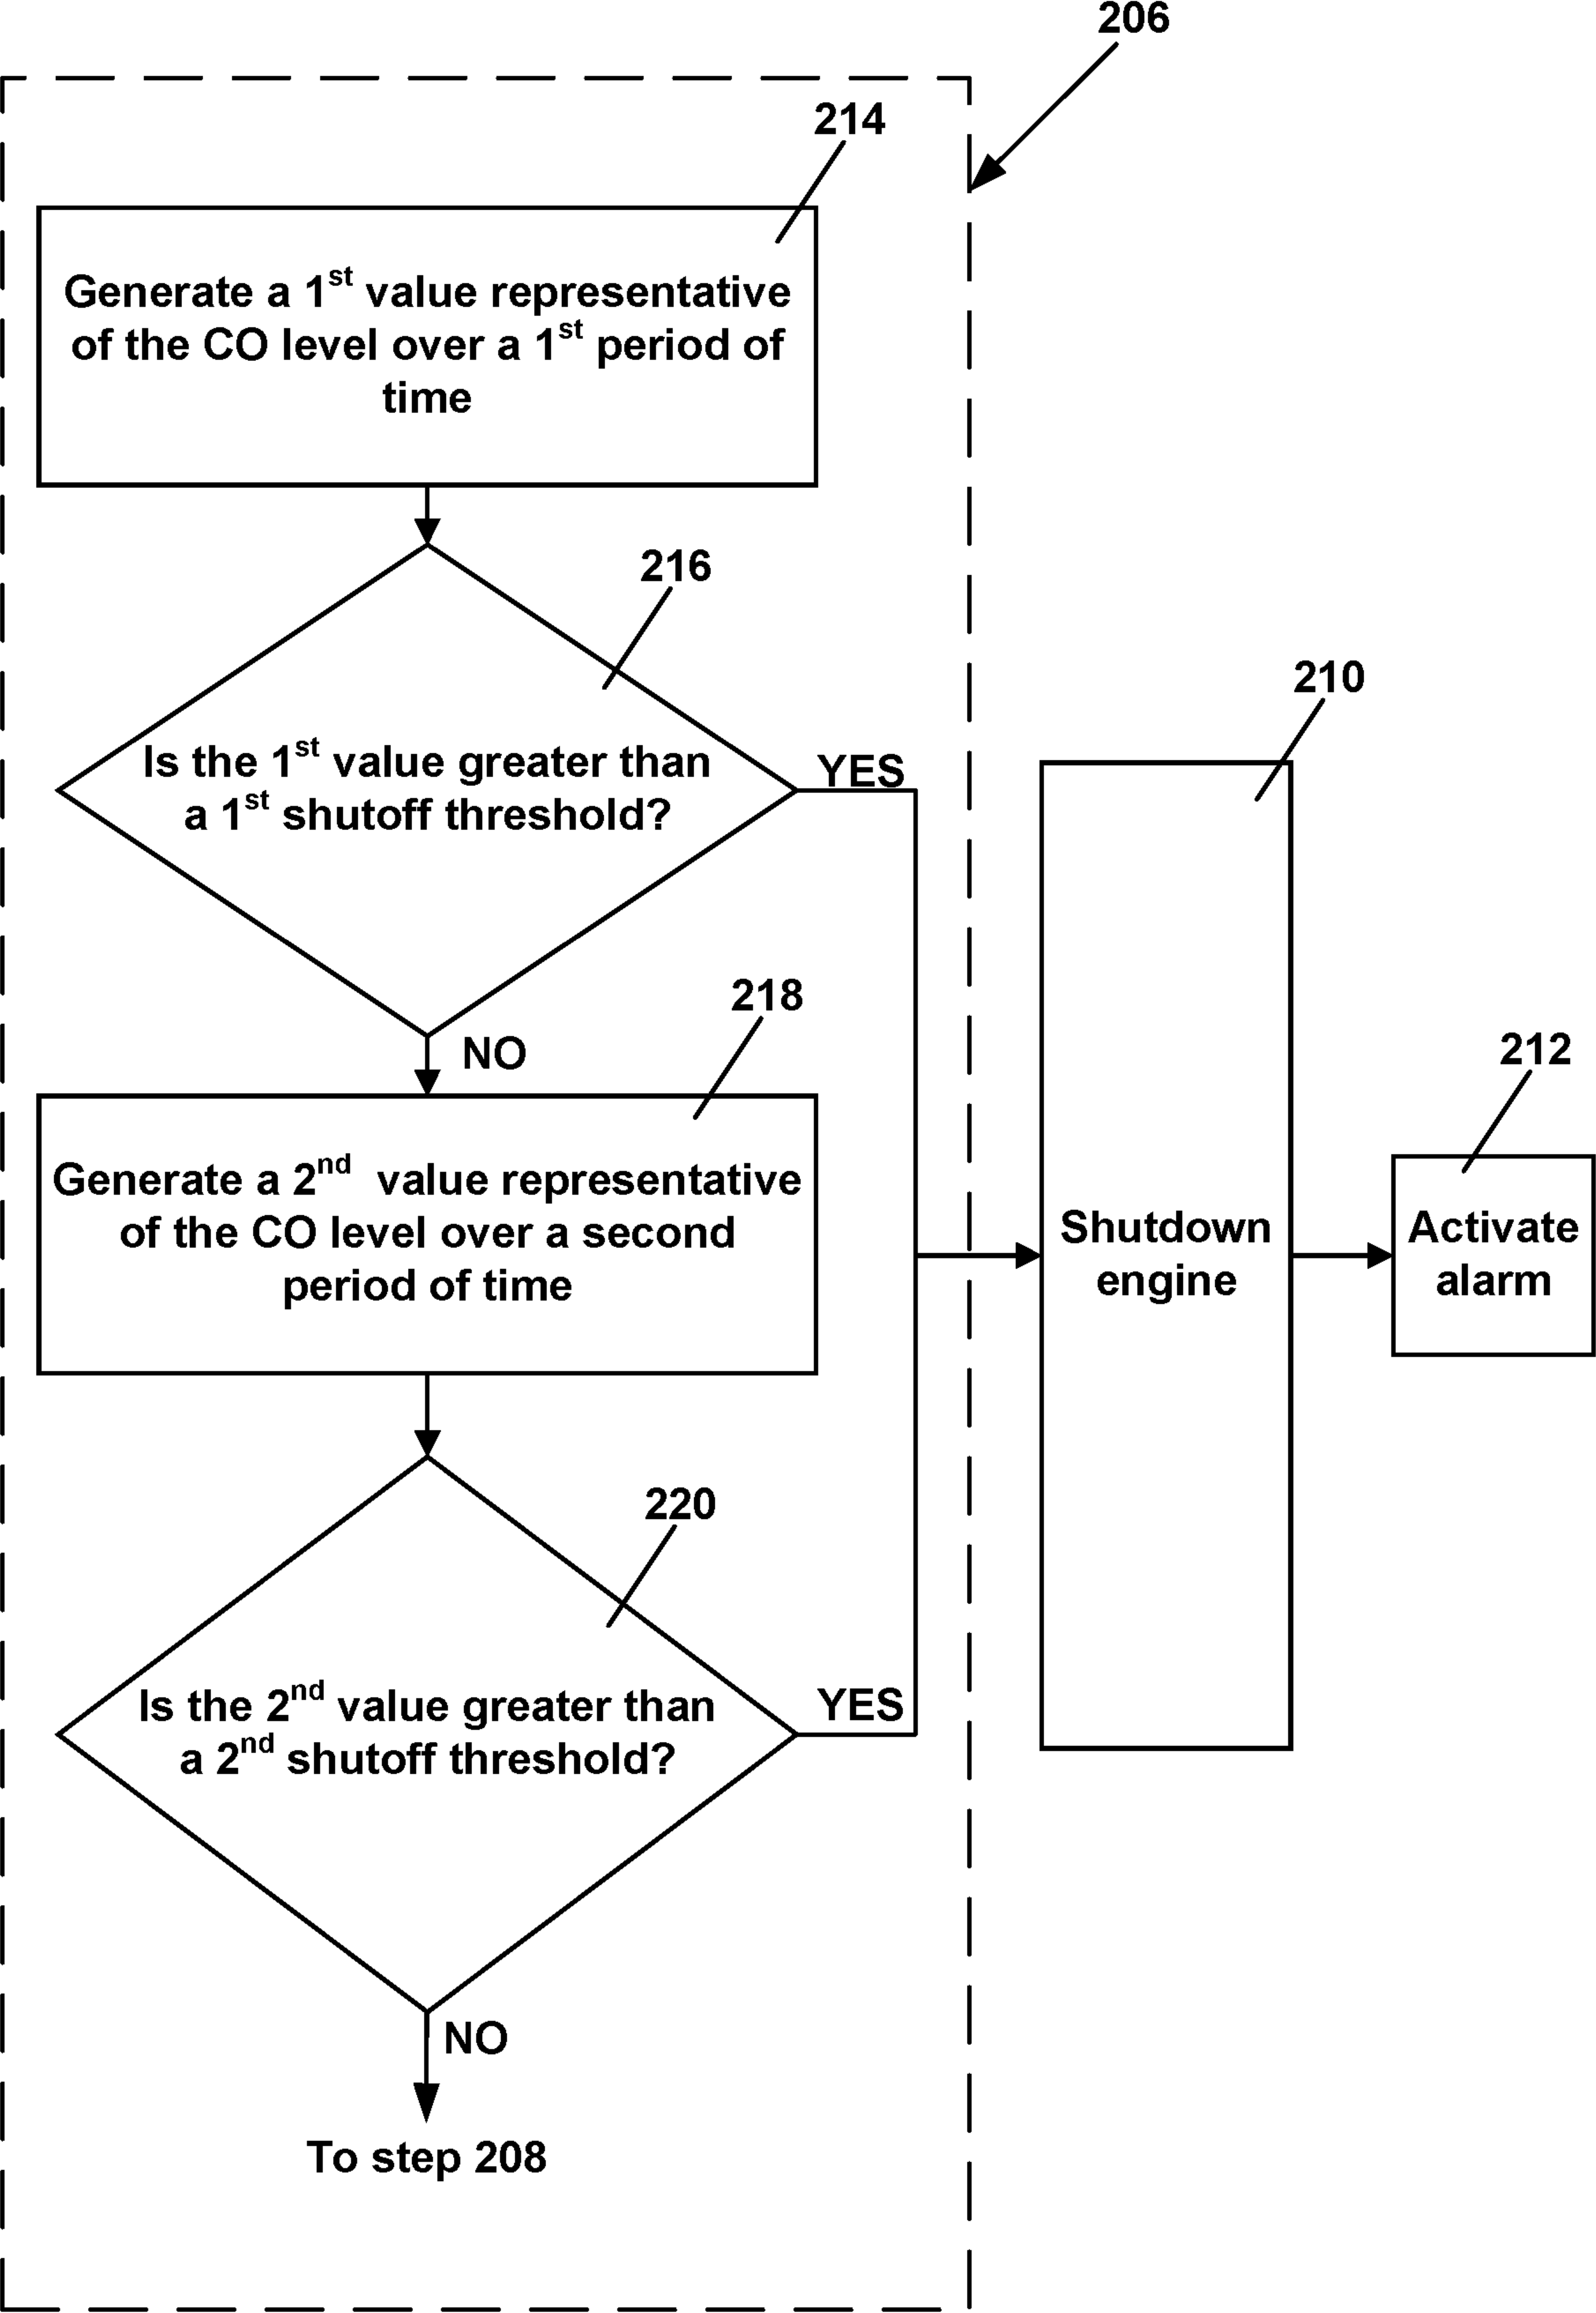 206
214
Generate a 1st value representative
of the CO level over a 1st period of
time
216
Is the 1st value greater than
a 1st shutoff threshold?
YES
210
218
NO
212
Generate a 2nd value representative
of the CO level over a second
period of time
Shutdown
engine
Activate
alarm
220
Is the 2nd value greater than
a 2nd shutoff threshold?
YES
NO
To step 208